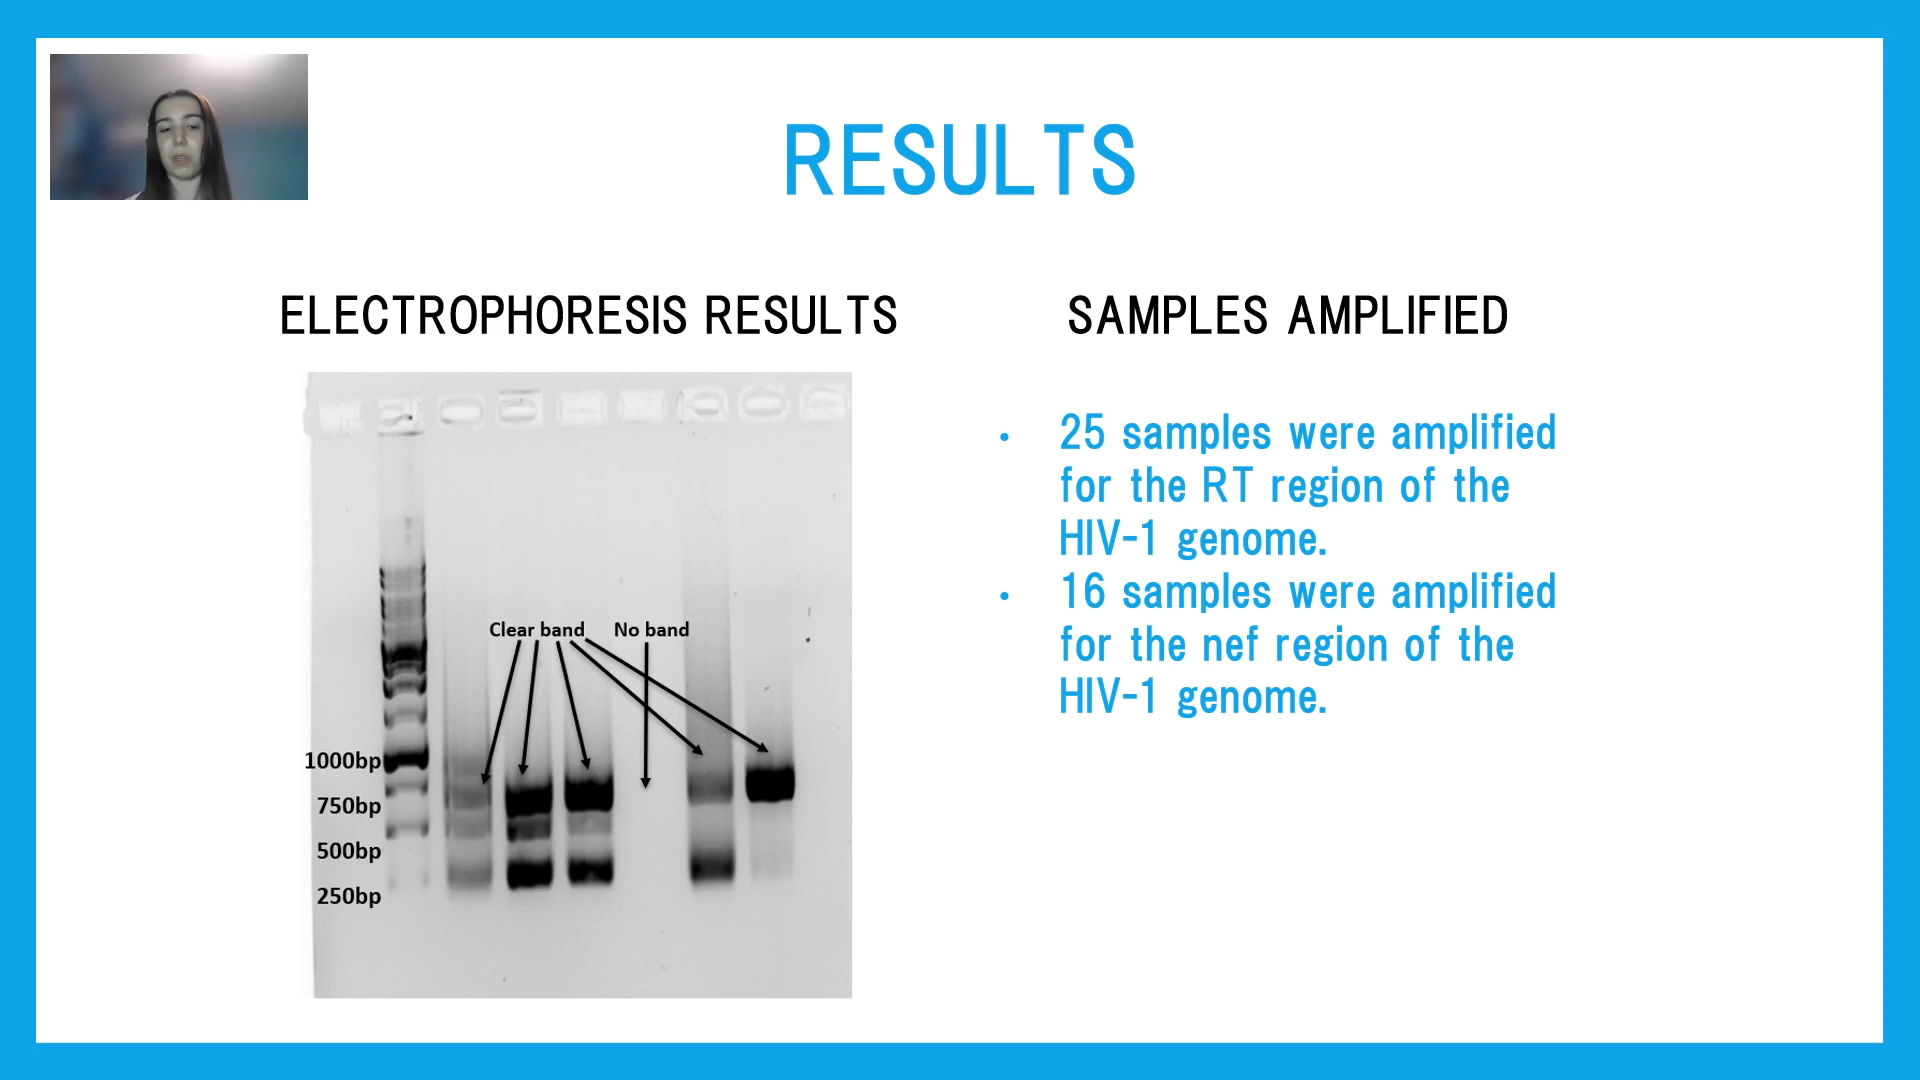 RESULTS
ELECTROPHORESIS RESULTS
Clear band
No band
1000bp
750bp
500bp
250bp
SAMPLES AMPLIFIED
• 25 samples were amplified
for the RT region of the
HIV-1 genome.
• 16 samples were amplified
for the nef region of the
HIV-1 genome.